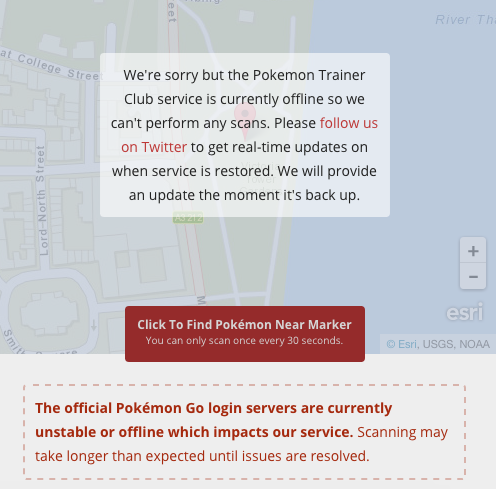 River Th
at College Street
We're sorry but the Pokemon Trainer
Club service is currently offline so we
can't perform any scans. Please follow us
on Twitter to get real-time updates on
when service is restored. We will provide
an update the moment it's back up.
Lord-North Street
A3212
+
−
esri
Click To Find Pokémon Near Marker
You can only scan once every 30 seconds.
© Esri, USGS, NOAA
Smith Square
The official Pokémon Go login servers are currently
unstable or offline which impacts our service. Scanning may
take longer than expected until issues are resolved.